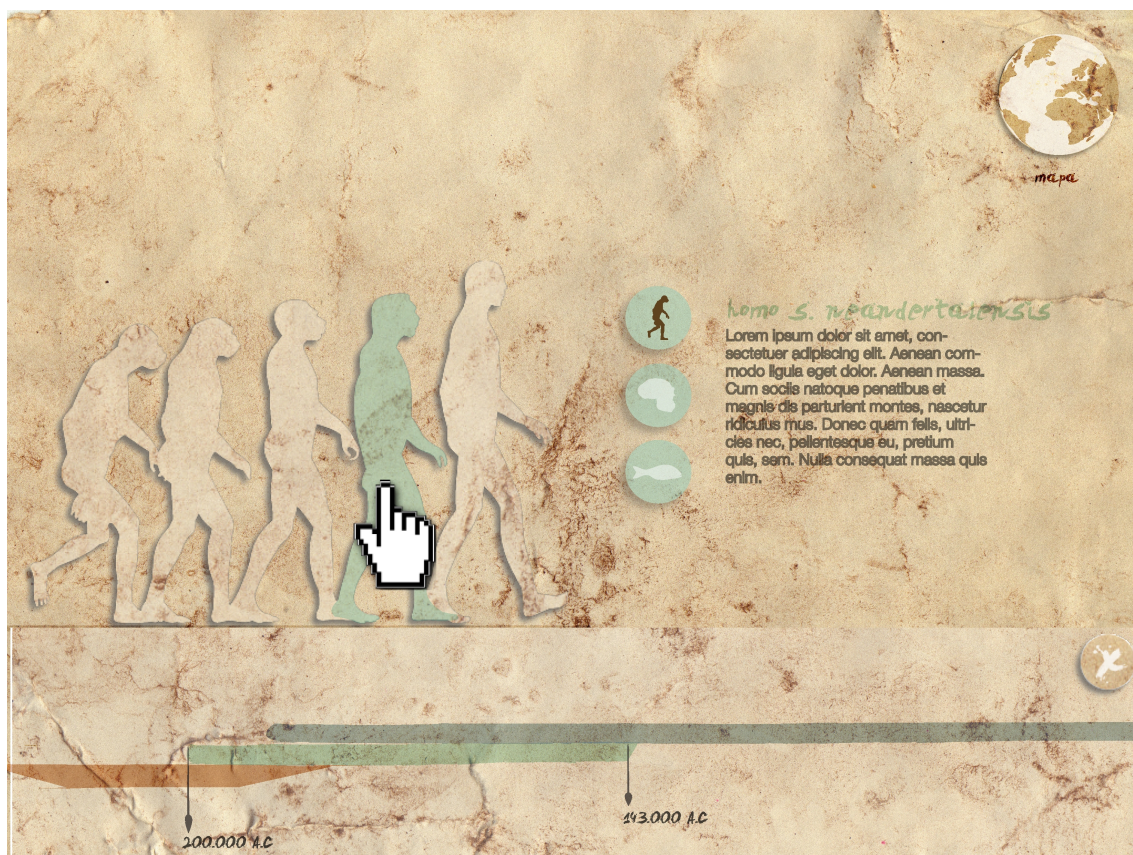 mapa
homo s. neandertalensis
Lorem ipsum dolor sit amet, con-
sectetuer adipiscing elit. Aenean com-
modo ligula eget dolor. Aenean massa.
Cum sociis natoque penatibus et
magnis dis parturient montes, nascetur
ridiculus mus. Donec quam felis, ultri-
cies nec, pellentesque eu, pretium
quis, sem. Nulla consequat massa quis
enim.
143.000 A.C
200.000 A.C